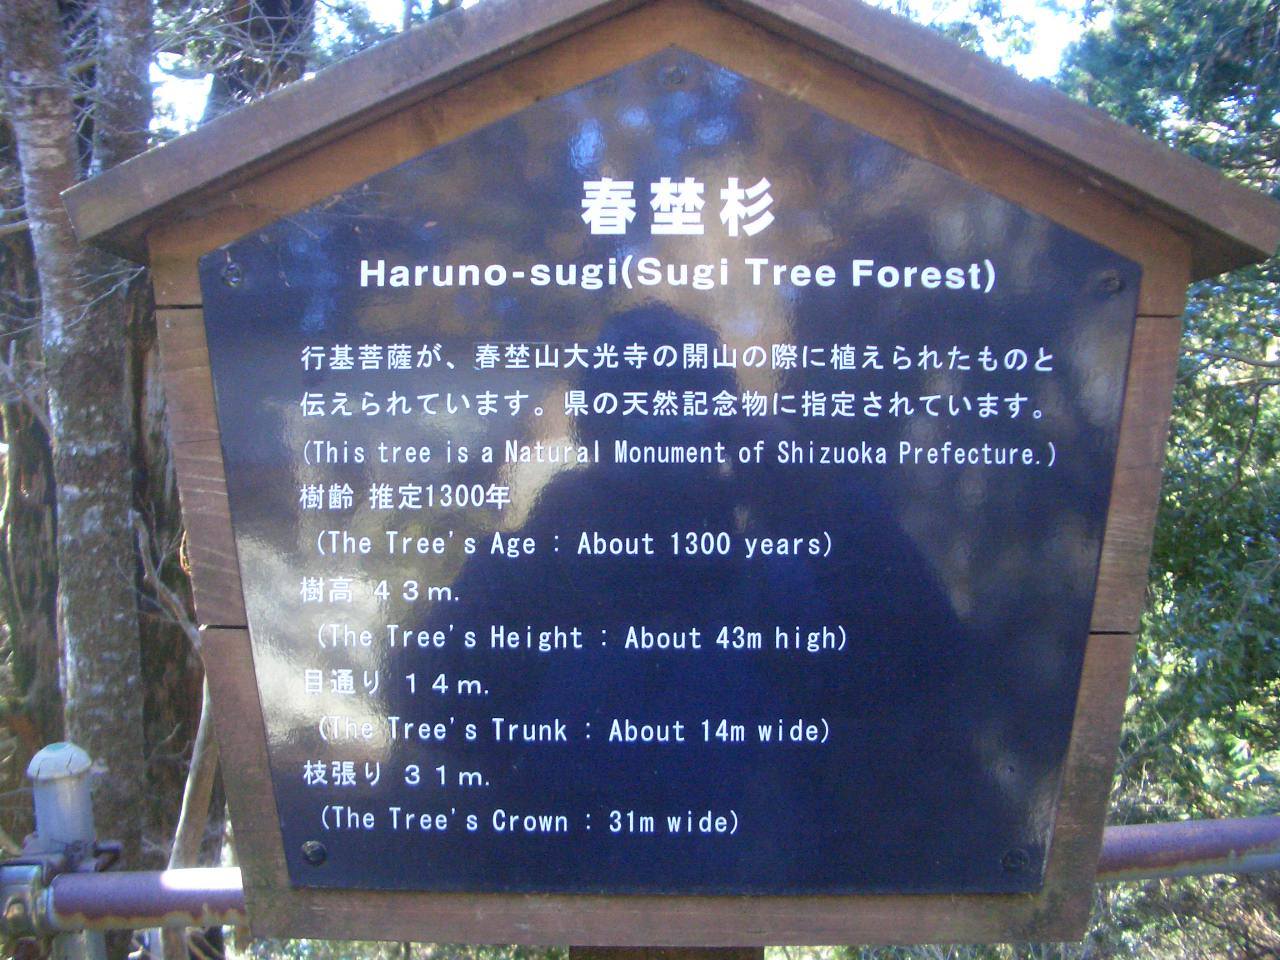 春埜杉
Haruno-sugi(Sugi Tree Forest)
行基菩薩が、春埜山大光寺の開山の際に植えられたものと
伝えられています。県の天然記念物に指定されています。
(This tree is a Natural Monument of Shizuoka Prefecture.)
樹齢 推定1300年
(The Tree's Age : About 1300 years)
樹高 ４３ｍ.
(The Tree's Height : About 43m high)
目通り １４ｍ.
(The Tree's Trunk : About 14m wide)
枝張り ３１ｍ.
(The Tree's Crown : 31m wide)